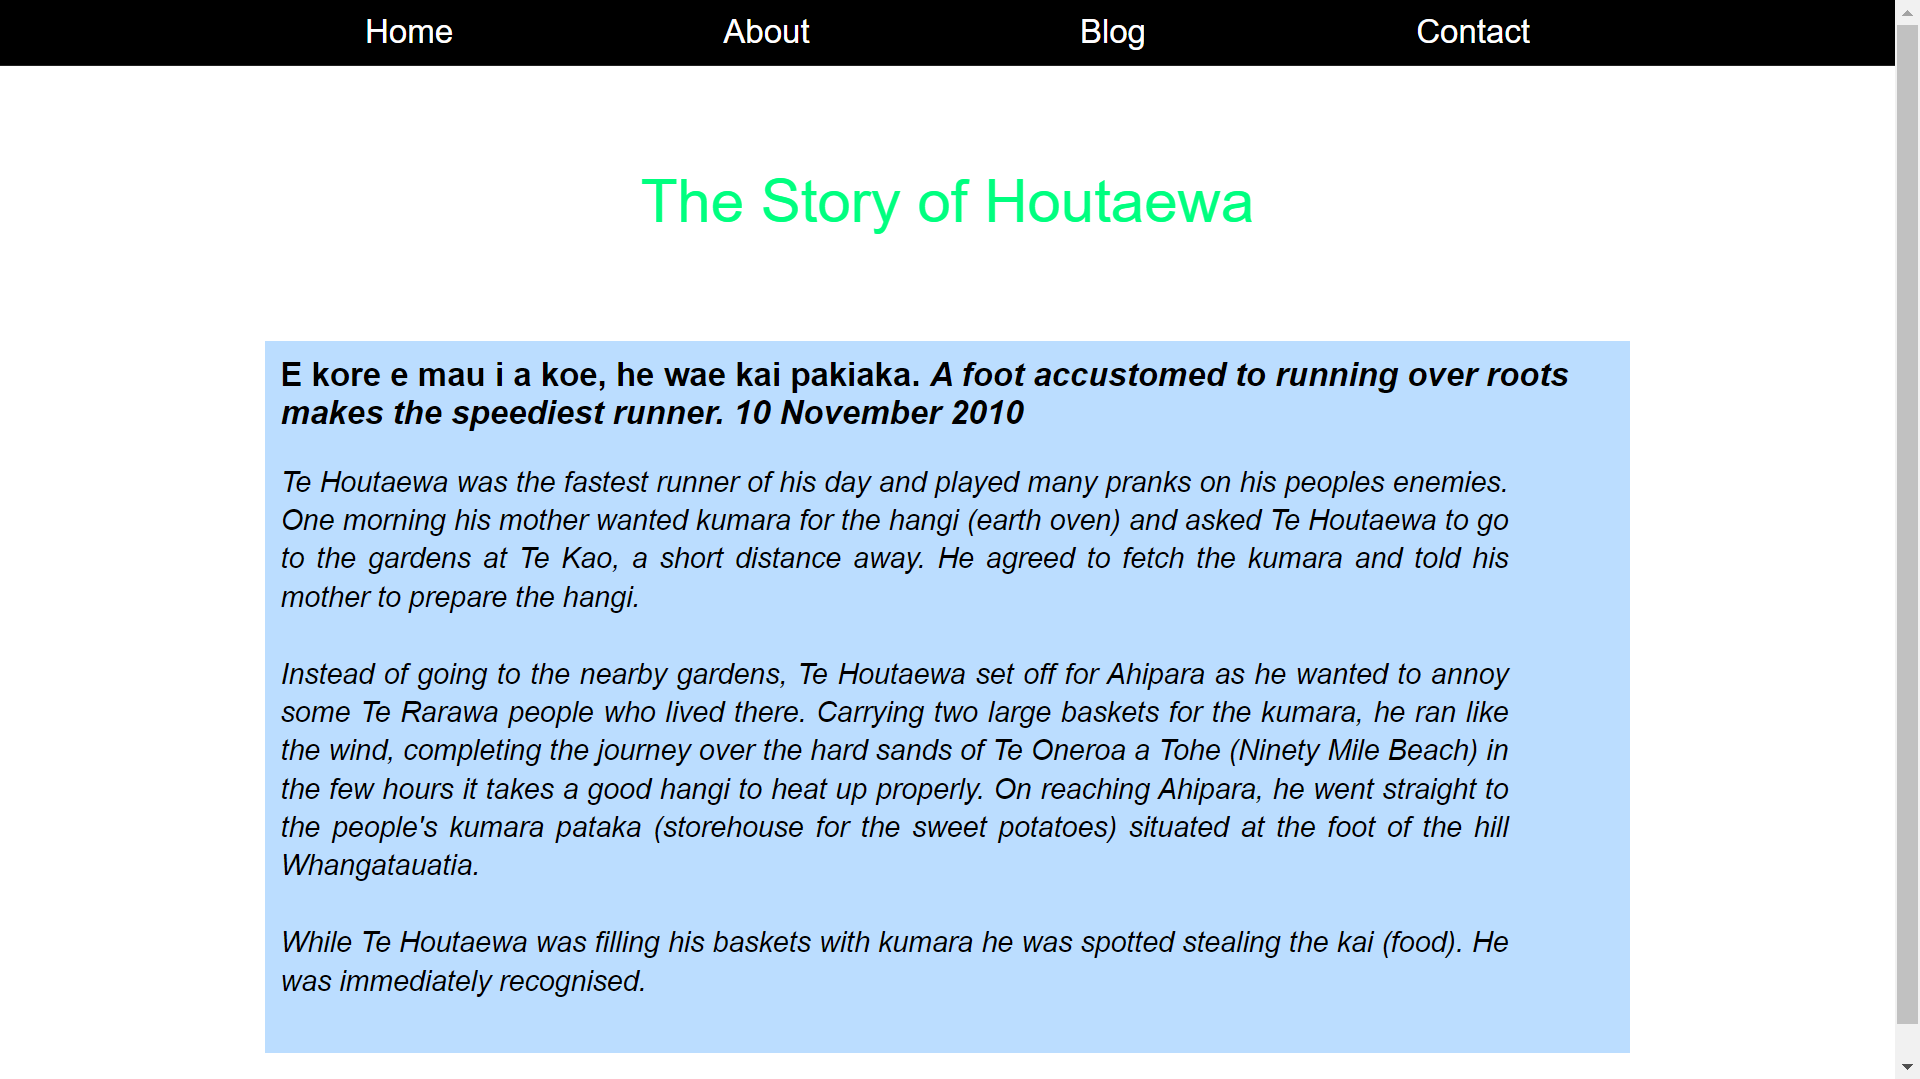 Home About Blog Contact
The Story of Houtaewa
E kore e mau i a koe, he wae kai pakiaka. A foot accustomed to running over roots
makes the speediest runner. 10 November 2010
Te Houtaewa was the fastest runner of his day and played many pranks on his peoples enemies.
One morning his mother wanted kumara for the hangi (earth oven) and asked Te Houtaewa to go
to the gardens at Te Kao, a short distance away. He agreed to fetch the kumara and told his
mother to prepare the hangi.
Instead of going to the nearby gardens, Te Houtaewa set off for Ahipara as he wanted to annoy
some Te Rarawa people who lived there. Carrying two large baskets for the kumara, he ran like
the wind, completing the journey over the hard sands of Te Oneroa a Tohe (Ninety Mile Beach) in
the few hours it takes a good hangi to heat up properly. On reaching Ahipara, he went straight to
the people's kumara pataka (storehouse for the sweet potatoes) situated at the foot of the hill
Whangatauatia.
While Te Houtaewa was filling his baskets with kumara he was spotted stealing the kai (food). He
was immediately recognised.